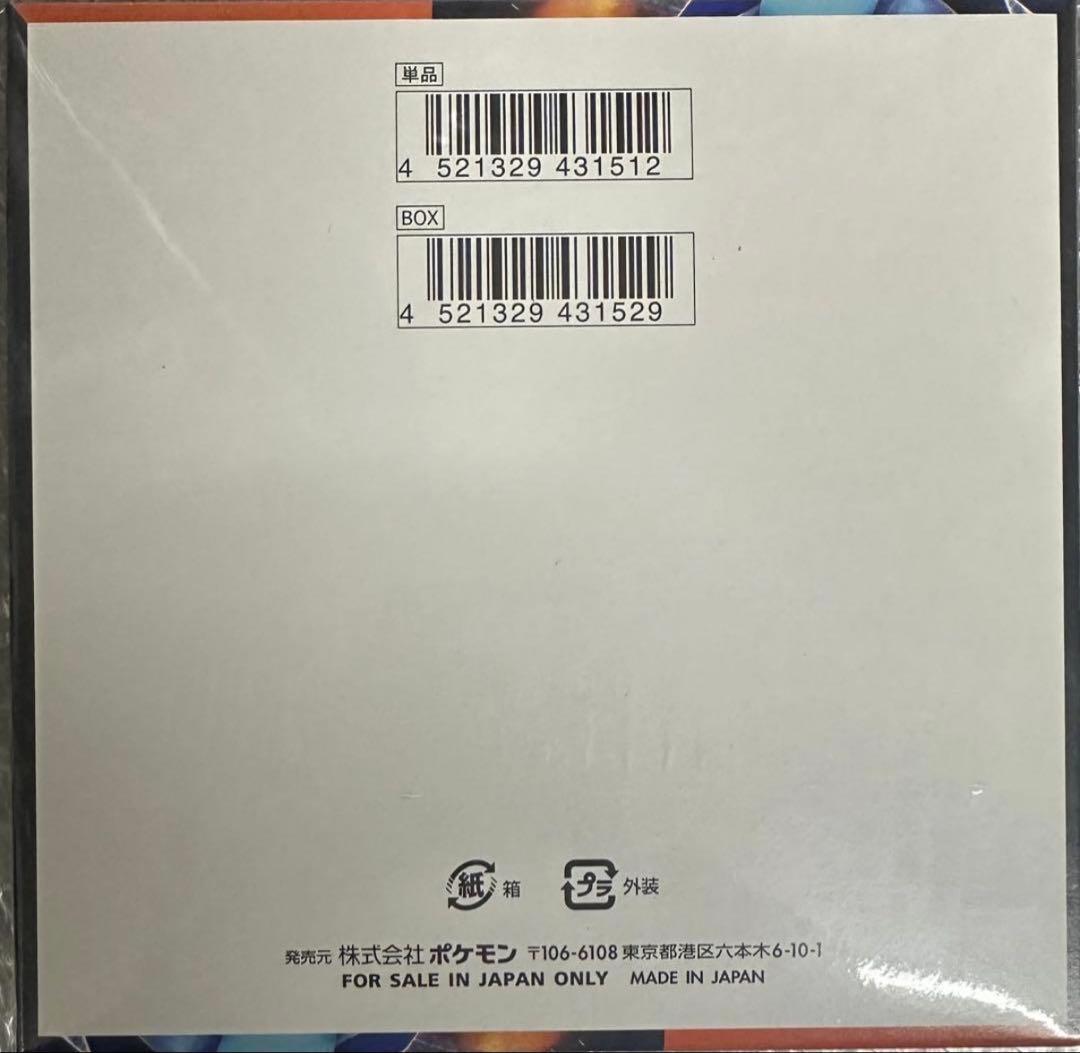 単品
4 521329 431512
BOX
4 521329 431529
紙 箱 プラ 外装
発売元 株式会社ポケモン 〒106-6108 東京都港区六本木6-10-1
FOR SALE IN JAPAN ONLY MADE IN JAPAN